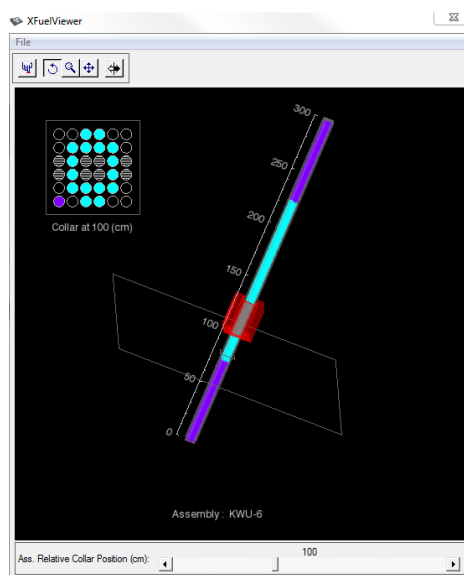 XFuelViewer
File
300
250
200
150
100
50
0
Collar at 100 (cm)
Assembly : KWU-6
100
Ass. Relative Collar Position (cm):